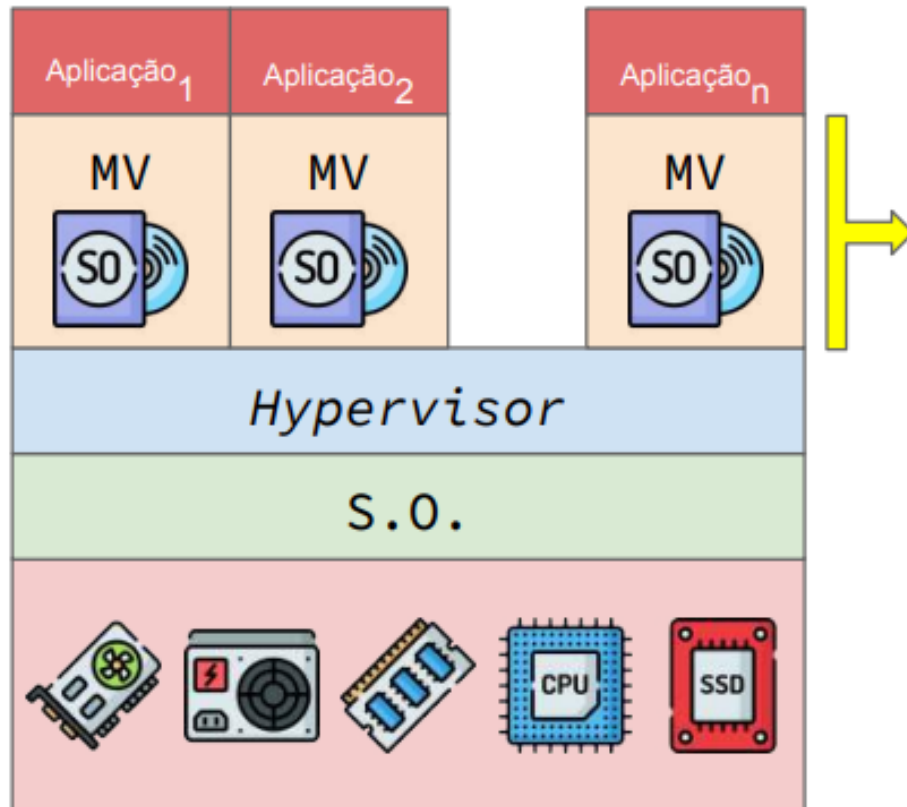 Aplicação1 Aplicação2 Aplicaçãon
MV MV MV
SO SO SO
Hypervisor
S.O.
CPU SSD